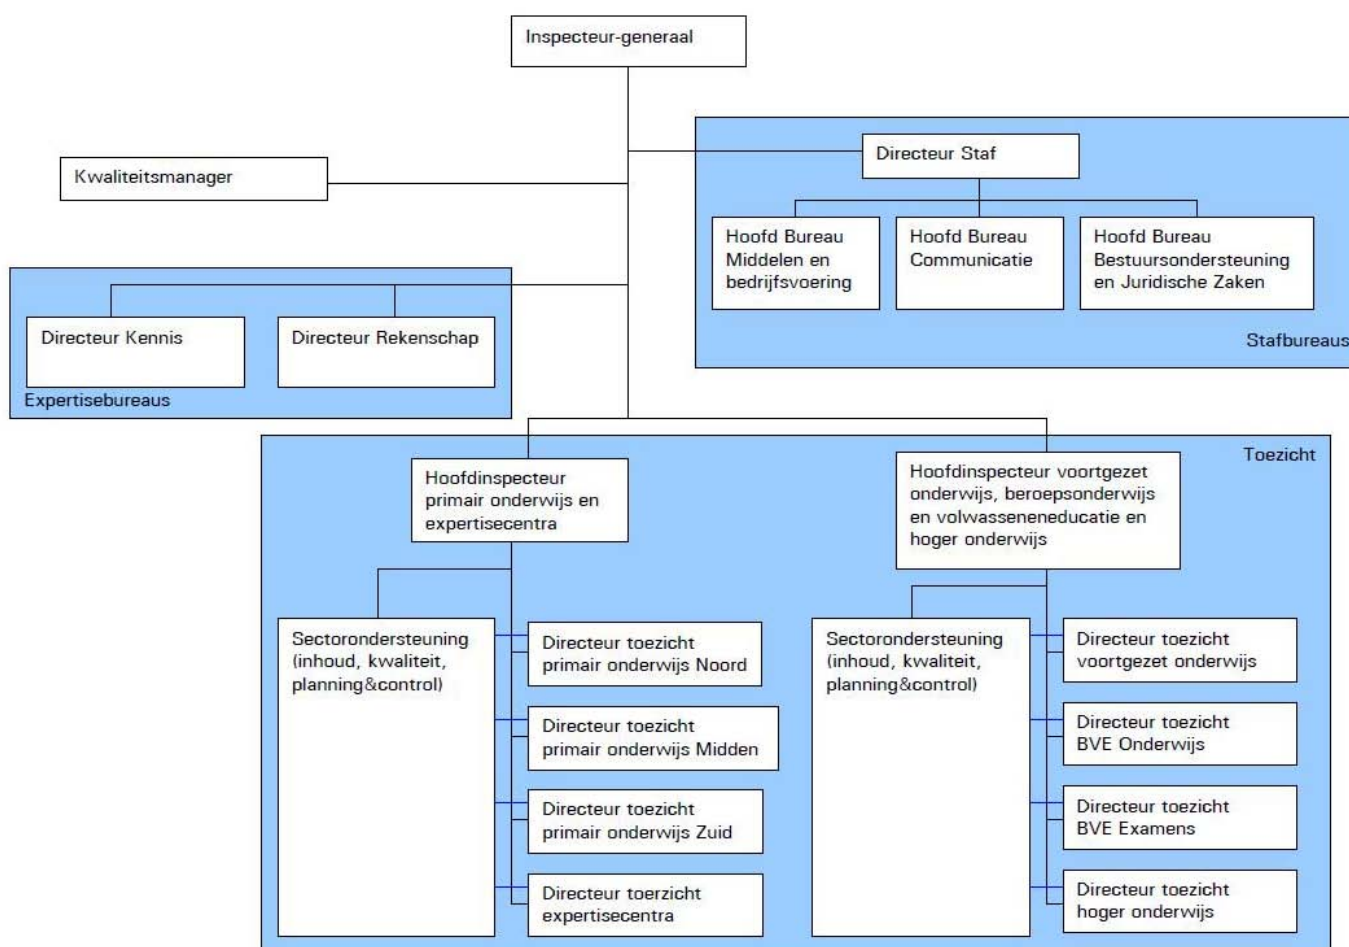 Inspecteur-generaal
Directeur Staf
Kwaliteitsmanager
Hoofd Bureau
Middelen en
bedrijfsvoering
Hoofd Bureau
Communicatie
Hoofd Bureau
Bestuursondersteuning
en Juridische Zaken
Stafbureaus
Directeur Kennis
Directeur Rekenschap
Expertisebureaus
Toezicht
Hoofdinspecteur
primair onderwijs en
expertisecentra
Hoofdinspecteur voortgezet
onderwijs, beroepsonderwijs
en volwasseneneducatie en
hoger onderwijs
Sectorondersteuning
(inhoud, kwaliteit,
planning&control)
Directeur toezicht
primair onderwijs Noord
Directeur toezicht
primair onderwijs Midden
Directeur toezicht
primair onderwijs Zuid
Directeur toerzicht
expertisecentra
Sectorondersteuning
(inhoud, kwaliteit,
planning&control)
Directeur toezicht
voortgezet onderwijs
Directeur toezicht
BVE Onderwijs
Directeur toezicht
BVE Examens
Directeur toezicht
hoger onderwijs